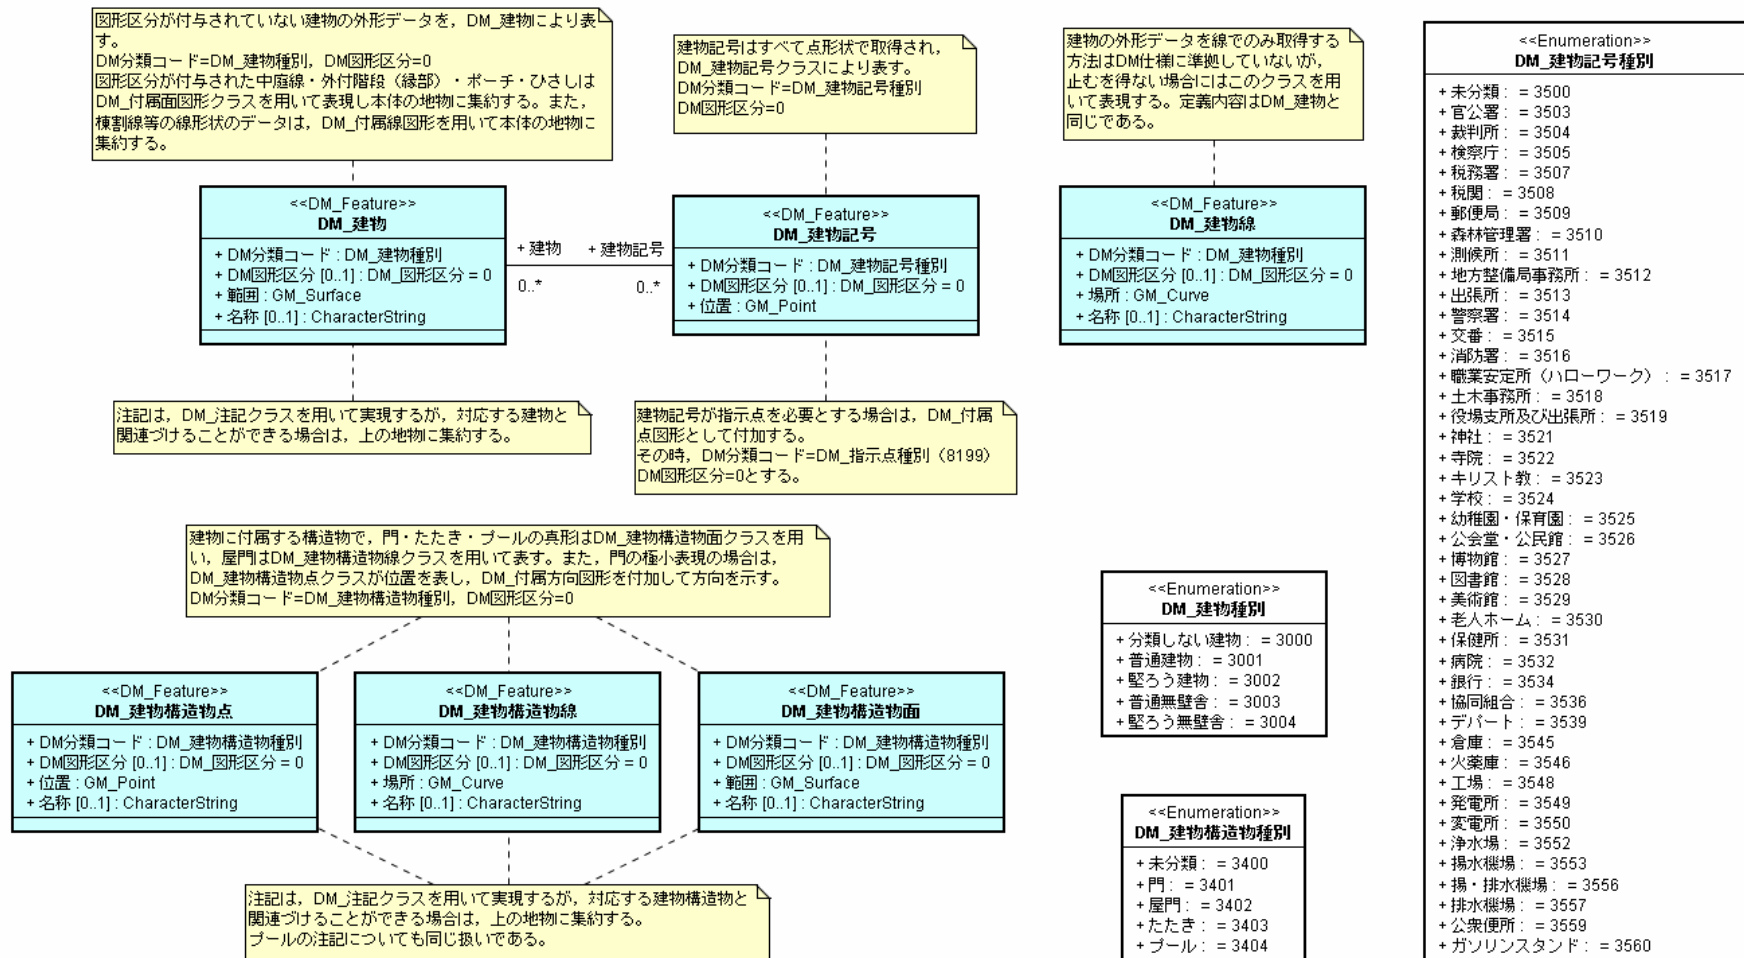 図形区分が付与されていない建物の外形データを，DM_建物により表
す。
DM分類コード=DM_建物種別，DM図形区分=0
図形区分が付与された中庭線・外付階段（縁部）・ポーチ・ひさしは
DM_付属面図形クラスを用いて表現し本体の地物に集約する。また，
棟割線等の線形状のデータは，DM_付属線図形を用いて本体の地物に
集約する。
建物記号はすべて点形状で取得され，
DM_建物記号クラスにより表す。
DM分類コード=DM_建物記号種別
DM図形区分=0
建物の外形データを線でのみ取得する
方法はDM仕様に準拠していないが，
止むを得ない場合にはこのクラスを用
いて表現する。定義内容はDM_建物と
同じである。
<<DM_Feature>>
DM_建物
+ DM分類コード : DM_建物種別
+ DM図形区分 [0..1] : DM_図形区分 = 0
+ 範囲 : GM_Surface
+ 名称 [0..1] : CharacterString
+ 建物
0..*
+ 建物記号
0..*
<<DM_Feature>>
DM_建物記号
+ DM分類コード : DM_建物記号種別
+ DM図形区分 [0..1] : DM_図形区分 = 0
+ 位置 : GM_Point
<<DM_Feature>>
DM_建物線
+ DM分類コード : DM_建物種別
+ DM図形区分 [0..1] : DM_図形区分 = 0
+ 場所 : GM_Curve
+ 名称 [0..1] : CharacterString
注記は，DM_注記クラスを用いて実現するが，対応する建物と
関連づけることができる場合は，上の地物に集約する。
建物記号が指示点を必要とする場合は，DM_付属
点図形として付加する。
その時，DM分類コード=DM_指示点種別（8199）
DM図形区分=0とする。
建物に付属する構造物で，門・たたき・プールの真形はDM_建物構造物面クラスを用
い，屋門はDM_建物構造物線クラスを用いて表す。また，門の極小表現の場合は，
DM_建物構造物点クラスが位置を表し，DM_付属方向図形を付加して方向を示す。
DM分類コード=DM_建物構造物種別，DM図形区分=0
<<DM_Feature>>
DM_建物構造物点
+ DM分類コード : DM_建物構造物種別
+ DM図形区分 [0..1] : DM_図形区分 = 0
+ 位置 : GM_Point
+ 名称 [0..1] : CharacterString
<<DM_Feature>>
DM_建物構造物線
+ DM分類コード : DM_建物構造物種別
+ DM図形区分 [0..1] : DM_図形区分 = 0
+ 場所 : GM_Curve
+ 名称 [0..1] : CharacterString
<<DM_Feature>>
DM_建物構造物面
+ DM分類コード : DM_建物構造物種別
+ DM図形区分 [0..1] : DM_図形区分 = 0
+ 範囲 : GM_Surface
+ 名称 [0..1] : CharacterString
注記は，DM_注記クラスを用いて実現するが，対応する建物構造物と
関連づけることができる場合は，上の地物に集約する。
プールの注記についても同じ扱いである。
<<Enumeration>>
DM_建物種別
+ 分類しない建物 : = 3000
+ 普通建物 : = 3001
+ 堅ろう建物 : = 3002
+ 普通無壁舎 : = 3003
+ 堅ろう無壁舎 : = 3004
<<Enumeration>>
DM_建物構造物種別
+ 未分類 : = 3400
+ 門 : = 3401
+ 屋門 : = 3402
+ たたき : = 3403
+ プール : = 3404
<<Enumeration>>
DM_建物記号種別
+ 未分類 : = 3500
+ 官公署 : = 3503
+ 裁判所 : = 3504
+ 検察庁 : = 3505
+ 税務署 : = 3507
+ 税関 : = 3508
+ 郵便局 : = 3509
+ 森林管理署 : = 3510
+ 測候所 : = 3511
+ 地方整備局事務所 : = 3512
+ 出張所 : = 3513
+ 警察署 : = 3514
+ 交番 : = 3515
+ 消防署 : = 3516
+ 職業安定所（ハローワーク） : = 3517
+ 土木事務所 : = 3518
+ 役場支所及び出張所 : = 3519
+ 神社 : = 3521
+ 寺院 : = 3522
+ キリスト教 : = 3523
+ 学校 : = 3524
+ 幼稚園・保育園 : = 3525
+ 公会堂・公民館 : = 3526
+ 博物館 : = 3527
+ 図書館 : = 3528
+ 美術館 : = 3529
+ 老人ホーム : = 3530
+ 保健所 : = 3531
+ 病院 : = 3532
+ 銀行 : = 3534
+ 協同組合 : = 3536
+ デパート : = 3539
+ 倉庫 : = 3545
+ 火薬庫 : = 3546
+ 工場 : = 3548
+ 発電所 : = 3549
+ 変電所 : = 3550
+ 浄水場 : = 3552
+ 揚水機場 : = 3553
+ 揚・排水機場 : = 3556
+ 排水機場 : = 3557
+ 公衆便所 : = 3559
+ ガソリンスタンド : = 3560